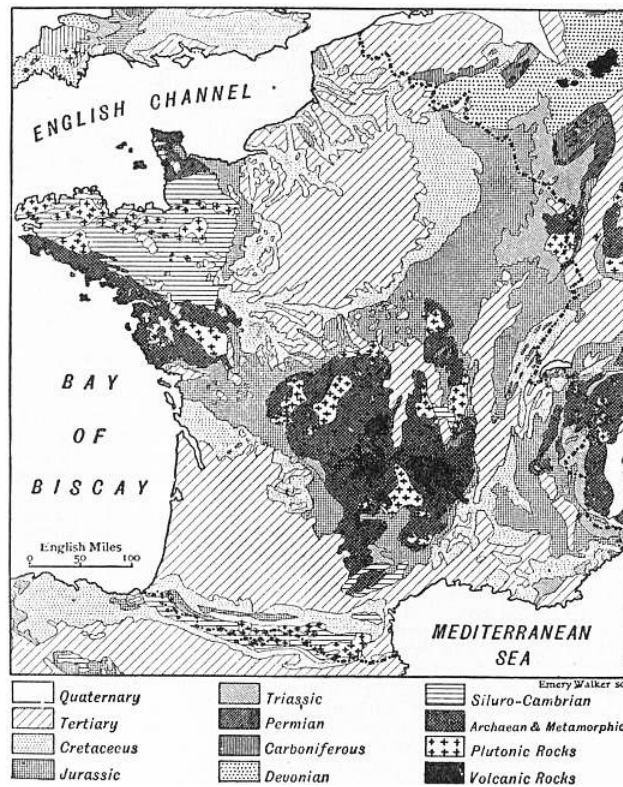 ENGLISH CHANNEL
BAY
OF
BISCAY
English Miles
0 50 100
MEDITERRANEAN
SEA
Emery Walker sc
Quaternary
Tertiary
Cretaceous
Jurassic
Triassic
Permian
Carboniferous
Devonian
Siluro-Cambrian
Archaean & Metamorphic
Plutonic Rocks
Volcanic Rocks